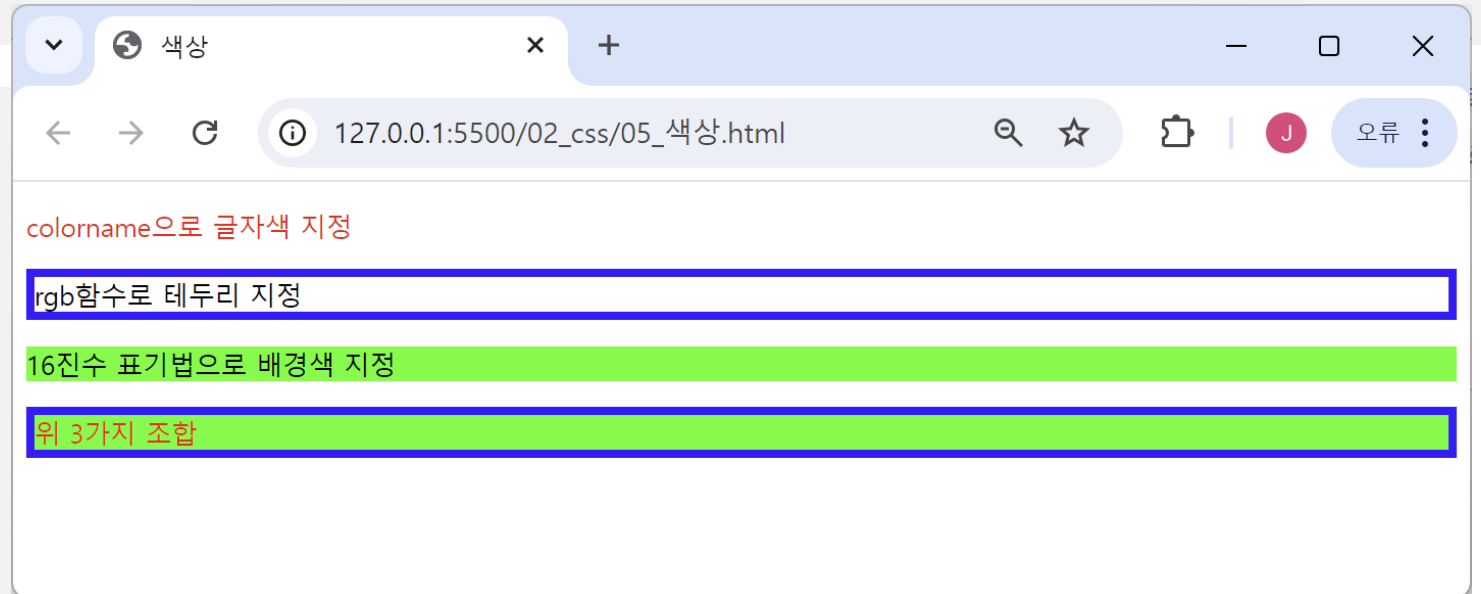 색상
127.0.0.1:5500/02_css/05_색상.html
J
오류
colorname으로 글자색 지정
rgb함수로 테두리 지정
16진수 표기법으로 배경색 지정
위 3가지 조합